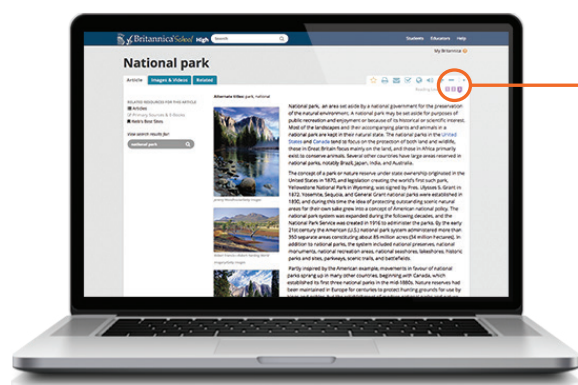 Britannica School High Search Students Educators Help
My Britannica
National park
Article Images & Videos Related
Reading Level 1 2 3
RELATED RESOURCES FOR THIS ARTICLE
Articles
Primary Sources & E-Books
Web's Best Sites
View search results for:
national park
Alternate titles: park, national
National park, an area set aside by a national government for the preservation
of the natural environment. A national park may be set aside for purposes of
public recreation and enjoyment or because of its historical or scientific interest.
Most of the landscapes and their accompanying plants and animals in a
national park are kept in their natural state. The national parks in the United
States and Canada tend to focus on the protection of both land and wildlife,
those in Great Britain focus mainly on the land, and those in Africa primarily
exist to conserve animals. Several other countries have large areas reserved in
national parks, notably Brazil, Japan, India, and Australia.
The concept of a park or nature reserve under state ownership originated in the
United States in 1870, and legislation creating the world's first such park,
Yellowstone National Park in Wyoming, was signed by Pres. Ulysses S. Grant in
1872. Yosemite, Sequoia, and General Grant national parks were established in
1890, and during this time the idea of protecting outstanding scenic natural
areas for their own sake grew into a concept of American national policy. The
national park system was expanded during the following decades, and the
National Park Service was created in 1916 to administer the parks. By the early
21st century the American (U.S.) national park system administered more than
350 separate areas constituting about 85 million acres (34 million hectares). In
addition to national parks, the system included national preserves, national
monuments, national recreation areas, national seashores, lakeshores, historic
parks and sites, parkways, scenic trails, and battlefields.
Partly inspired by the American example, movements in favour of national
parks sprang up in many other countries, beginning with Canada, which
established its first three national parks in the mid-1880s. Nature reserves had
been maintained in Europe for centuries to protect hunting grounds for use by